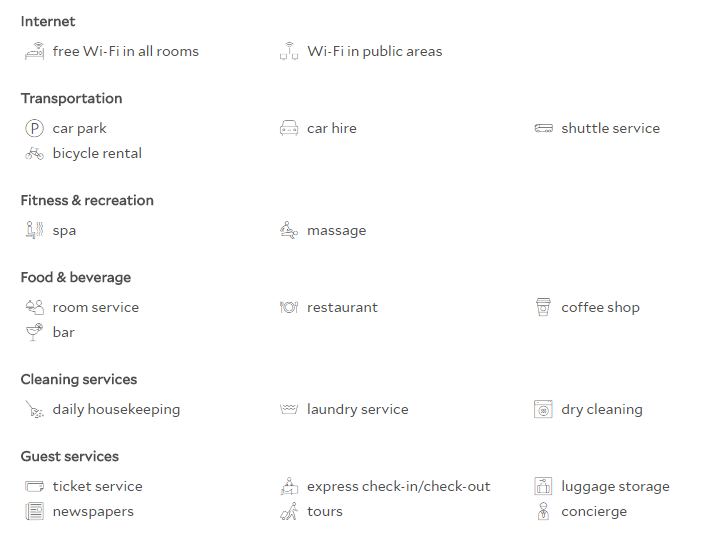 Internet
free Wi-Fi in all rooms
Wi-Fi in public areas
Transportation
P car park
car hire
shuttle service
bicycle rental
Fitness & recreation
spa
massage
Food & beverage
room service
restaurant
coffee shop
bar
Cleaning services
daily housekeeping
laundry service
dry cleaning
Guest services
ticket service
express check-in/check-out
luggage storage
newspapers
tours
concierge